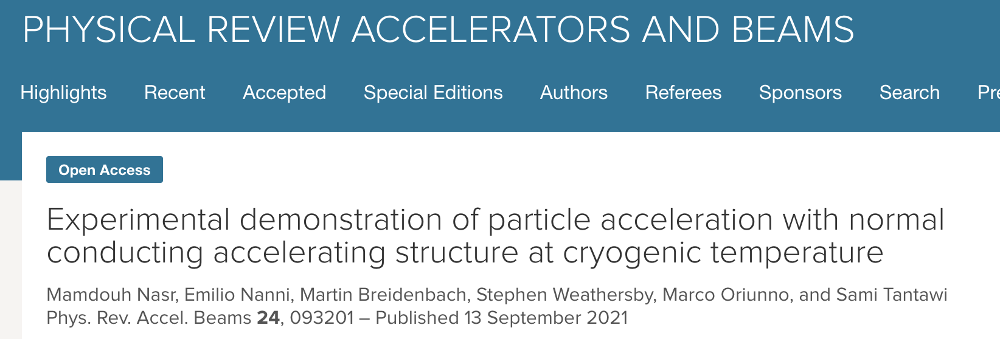 PHYSICAL REVIEW ACCELERATORS AND BEAMS
Highlights Recent Accepted Special Editions Authors Referees Sponsors Search Pre
Open Access
Experimental demonstration of particle acceleration with normal
conducting accelerating structure at cryogenic temperature
Mamdouh Nasr, Emilio Nanni, Martin Breidenbach, Stephen Weathersby, Marco Oriunno, and Sami Tantawi
Phys. Rev. Accel. Beams 24, 093201 – Published 13 September 2021